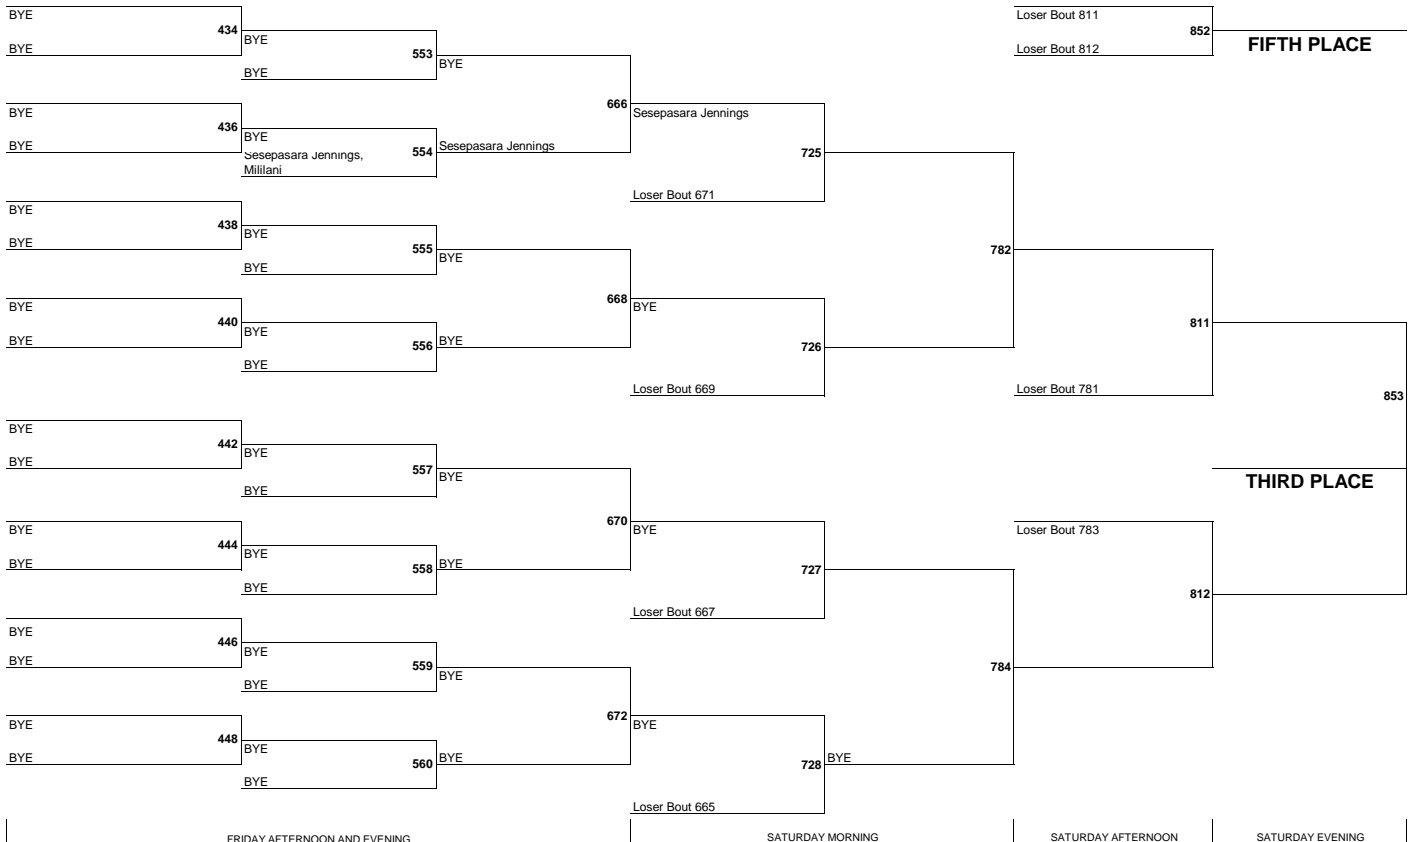 BYE
434
BYE
BYE
553
BYE
BYE
BYE
436
BYE
BYE
Sesepasara Jennings,
Mililani
554
Sesepasara Jennings
666
Sesepasara Jennings
725
Loser Bout 671
BYE
438
BYE
BYE
555
BYE
BYE
BYE
440
BYE
BYE
556
BYE
BYE
668
BYE
726
Loser Bout 669
782
BYE
442
BYE
BYE
557
BYE
BYE
BYE
444
BYE
BYE
558
BYE
BYE
670
BYE
727
Loser Bout 667
BYE
446
BYE
BYE
559
BYE
BYE
BYE
448
BYE
BYE
560
BYE
BYE
672
BYE
728
BYE
Loser Bout 665
784
Loser Bout 811
852
Loser Bout 812
FIFTH PLACE
811
Loser Bout 781
853
THIRD PLACE
Loser Bout 783
812
FRIDAY AFTERNOON AND EVENING
SATURDAY MORNING
SATURDAY AFTERNOON
SATURDAY EVENING